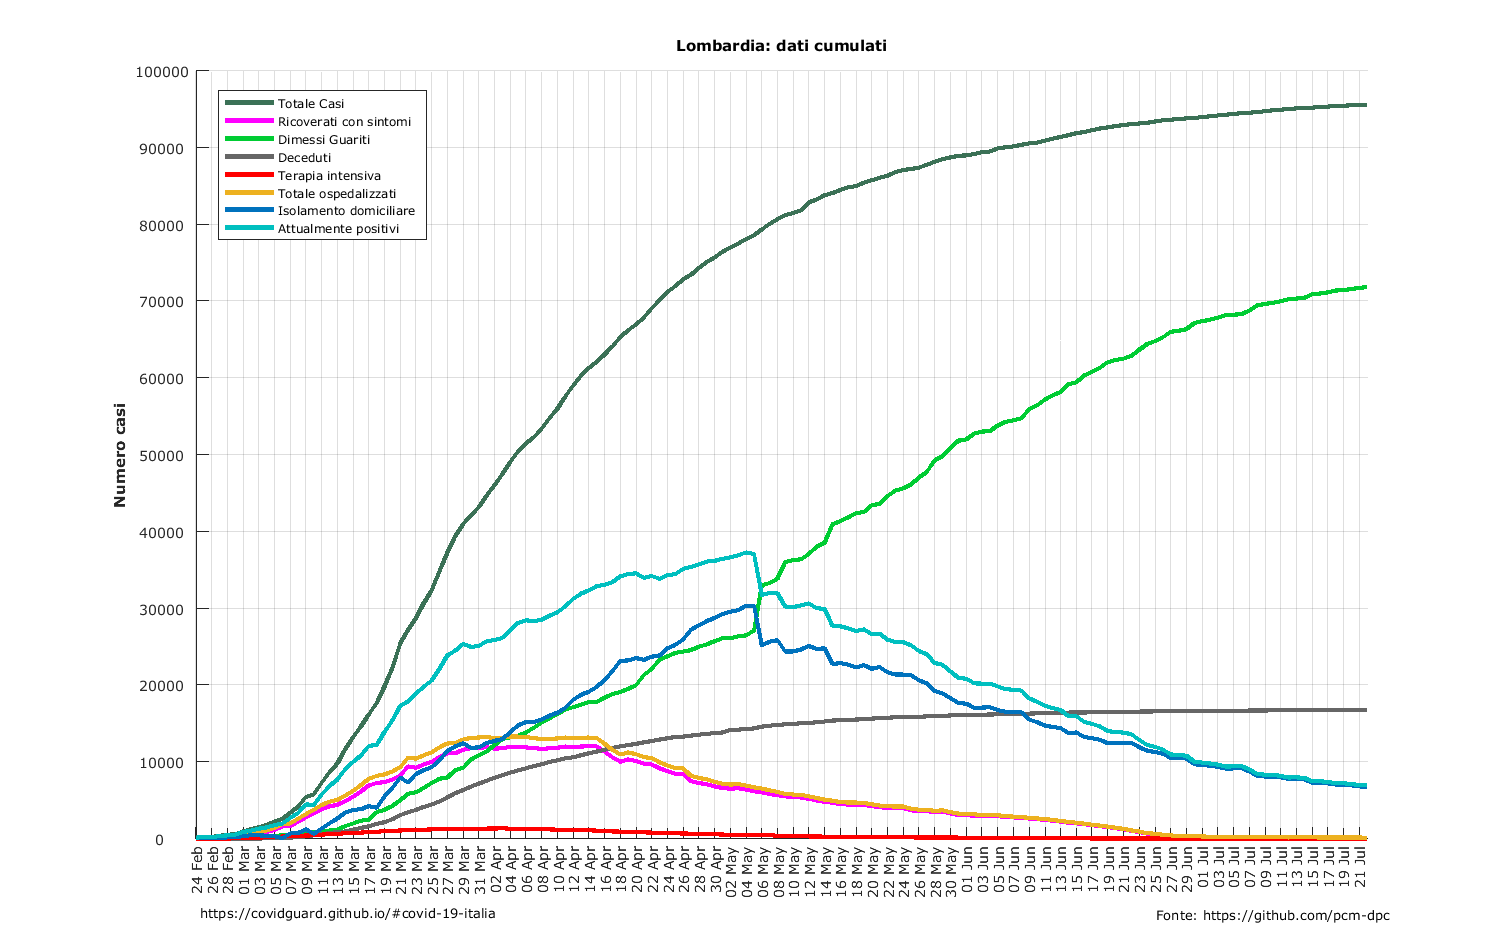 Lombardia: dati cumulati
Numero casi
100000
90000
80000
70000
60000
50000
40000
30000
20000
10000
0
Totale Casi
Ricoverati con sintomi
Dimessi Guariti
Deceduti
Terapia intensiva
Totale ospedalizzati
Isolamento domiciliare
Attualmente positivi
24 Feb
26 Feb
28 Feb
01 Mar
03 Mar
05 Mar
07 Mar
09 Mar
11 Mar
13 Mar
15 Mar
17 Mar
19 Mar
21 Mar
23 Mar
25 Mar
27 Mar
29 Mar
31 Mar
02 Apr
04 Apr
06 Apr
08 Apr
10 Apr
12 Apr
14 Apr
16 Apr
18 Apr
20 Apr
22 Apr
24 Apr
26 Apr
28 Apr
30 Apr
02 May
04 May
06 May
08 May
10 May
12 May
14 May
16 May
18 May
20 May
22 May
24 May
26 May
28 May
30 May
01 Jun
03 Jun
05 Jun
07 Jun
09 Jun
11 Jun
13 Jun
15 Jun
17 Jun
19 Jun
21 Jun
23 Jun
25 Jun
27 Jun
29 Jun
01 Jul
03 Jul
05 Jul
07 Jul
09 Jul
11 Jul
13 Jul
15 Jul
17 Jul
19 Jul
21 Jul
https://covidguard.github.io/#covid-19-italia
Fonte: https://github.com/pcm-dpc